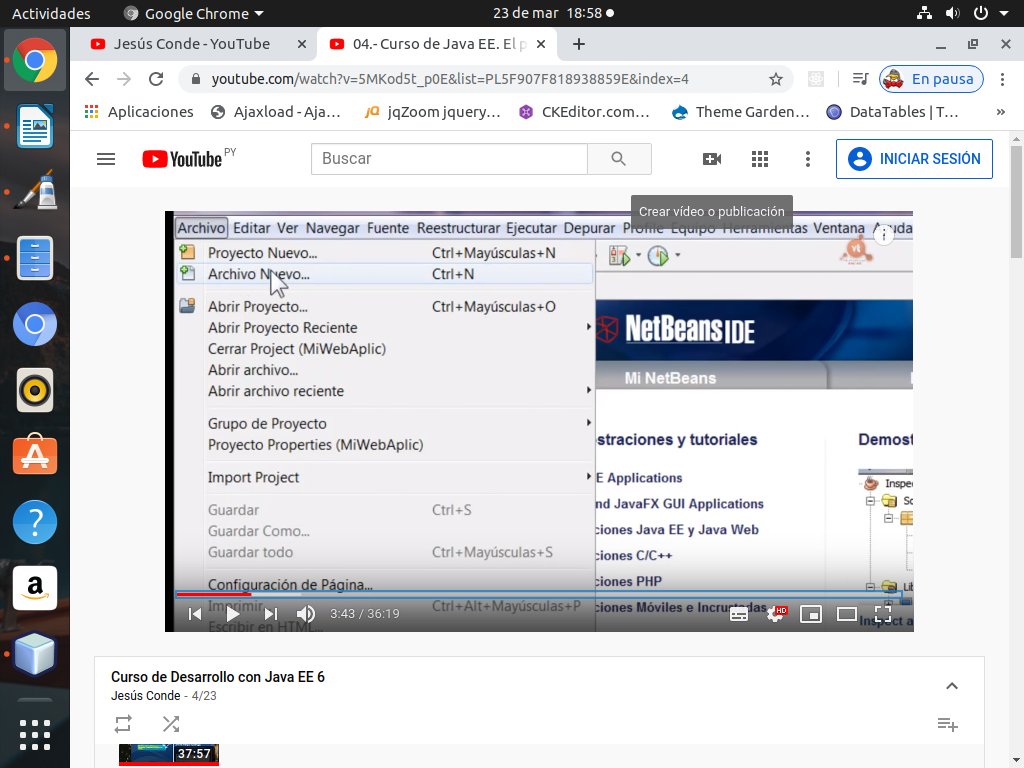 Actividades Google Chrome 23 de mar 18:58
Jesús Conde - YouTube 04.- Curso de Java EE. El p
youtube.com/watch?v=5MKod5t_p0E&list=PL5F907F818938859E&index=4 En pausa
Aplicaciones Ajaxload - Aja... jqZoom jquery... CKEditor.com... Theme Garden... DataTables | T... »
YouTube PY Buscar INICIAR SESIÓN
Crear vídeo o publicación
Archivo Editar Ver Navegar Fuente Reestructurar Ejecutar Depurar Profile Equipo Herramientas Ventana Ayuda
Proyecto Nuevo... Ctrl+Mayúsculas+N
Archivo Nuevo... Ctrl+N
Abrir Proyecto... Ctrl+Mayúsculas+O
Abrir Proyecto Reciente
Cerrar Project (MiWebAplic)
Abrir archivo...
Abrir archivo reciente
Grupo de Proyecto
Proyecto Properties (MiWebAplic)
Import Project
Guardar Ctrl+S
Guardar Como...
Guardar todo Ctrl+Mayúsculas+S
Configuración de Página...
Imprimir... Ctrl+Alt+Mayúsculas+P
Escribir en HTML...
NetBeans IDE
Mi NetBeans
straciones y tutoriales Demost
E Applications Inspe
nd JavaFX GUI Applications So
ciones Java EE y Java Web
ciones C/C++
ciones PHP Lib
ciones Móviles e Incrustadas
Inspect a
3:43 / 36:19 HD
Curso de Desarrollo con Java EE 6
Jesús Conde - 4/23
37:57